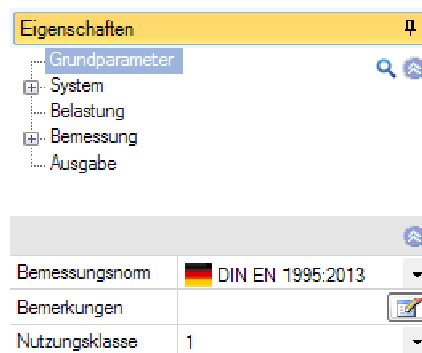 Eigenschaften
Grundparameter
System
Belastung
Bemessung
Ausgabe
Bemessungsnorm DIN EN 1995:2013
Bemerkungen
Nutzungsklasse 1